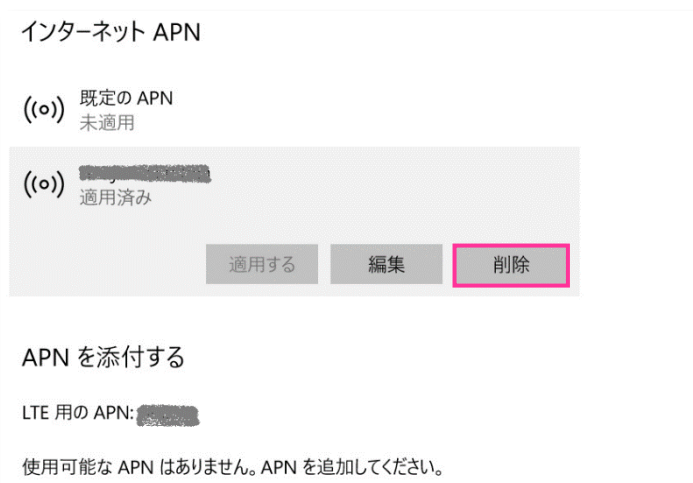 インターネット APN
既定の APN
未適用
適用済み
適用する
編集
削除
APN を添付する
LTE 用の APN:
使用可能な APN はありません。APN を追加してください。